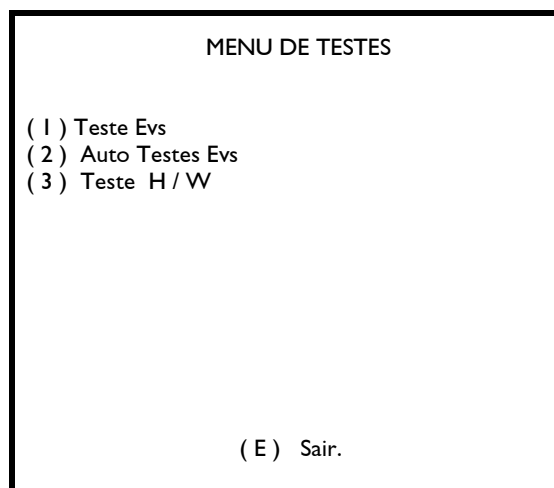 MENU DE TESTES
( 1 ) Teste Evs
( 2 ) Auto Testes Evs
( 3 ) Teste H / W
( E ) Sair.